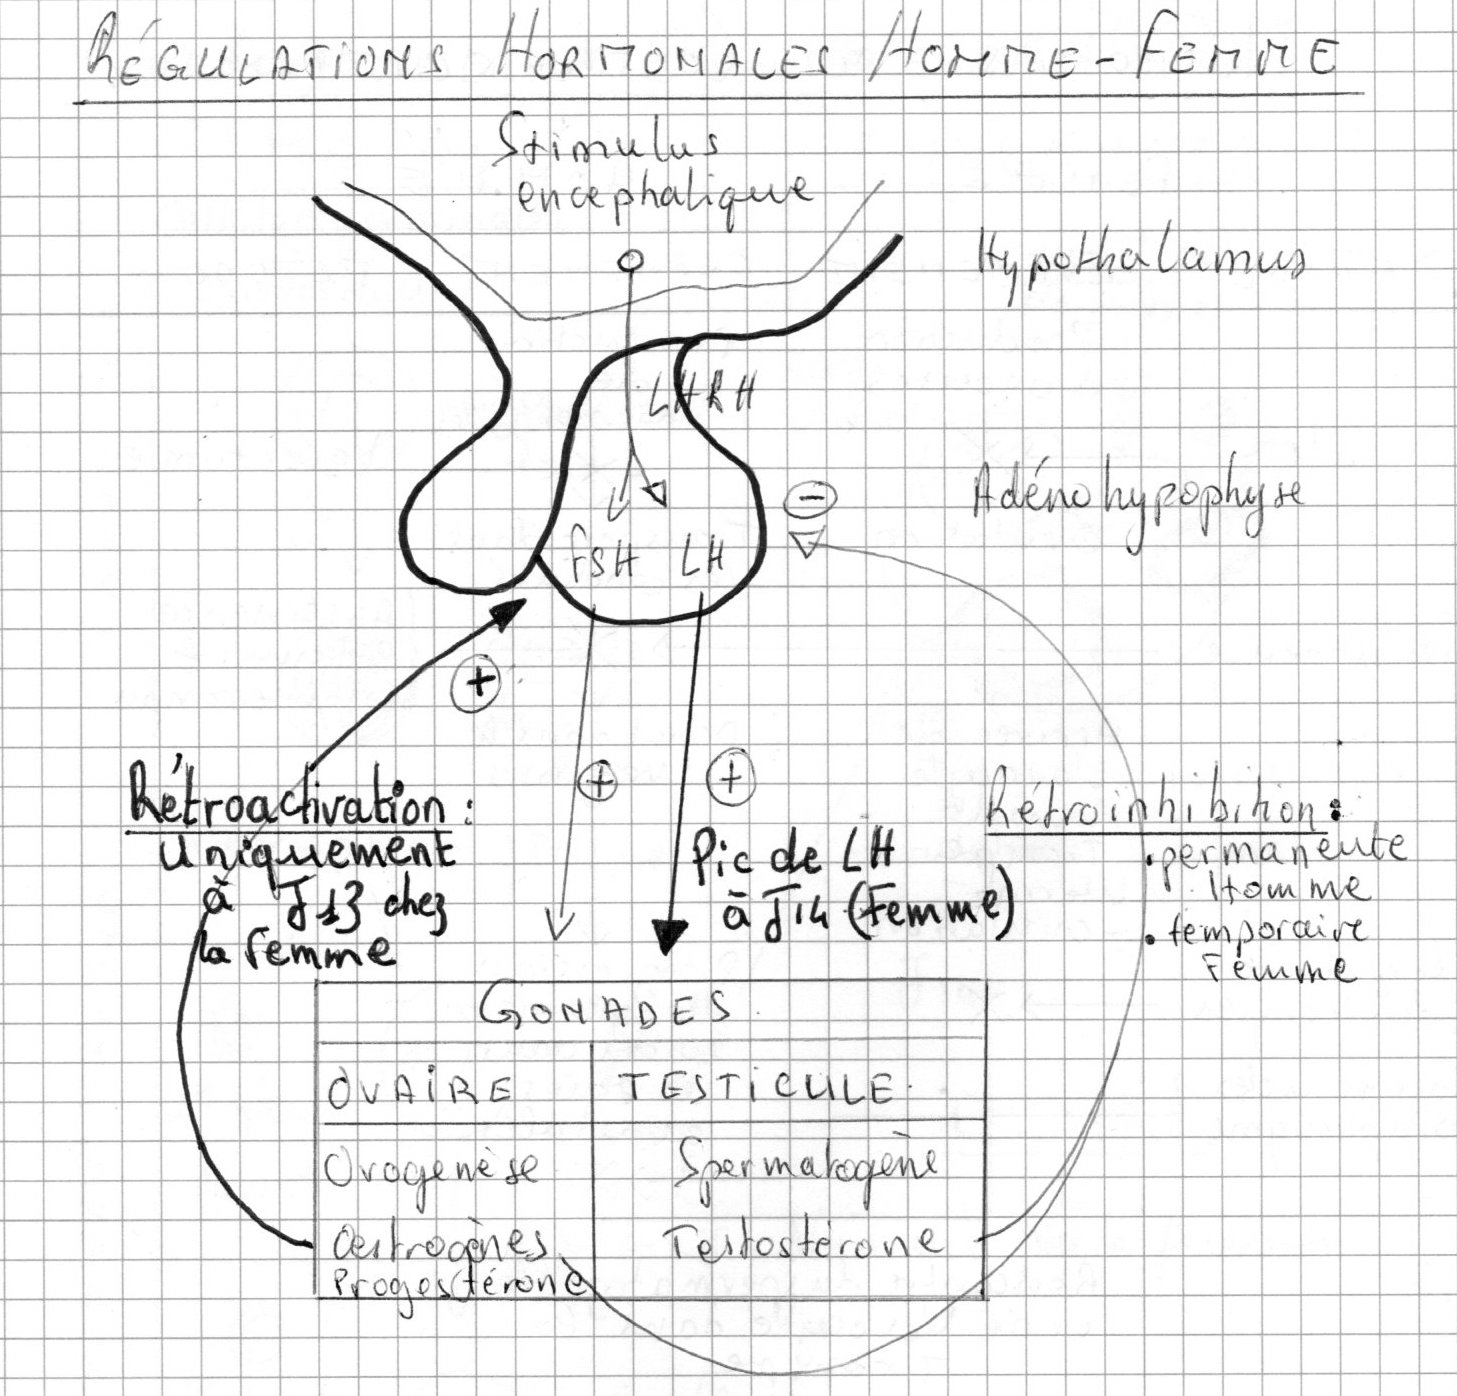 RÉGULATIONS HORMONALES HOMME-FEMME
Stimulus
encephalique
Hypothalamus
LHRH
Adénohypophyse
−
FSH LH
+
+ +
Rétroactivation :
Uniquement
à J13 chez
la femme
Pic de LH
à J14 (Femme)
Rétroinhibition :
• permanente
Homme
• temporaire
Femme
GONADES
OVAIRE TESTICULE
Ovogenèse Spermatogène
Oestrogènes Testostérone
Progestérone